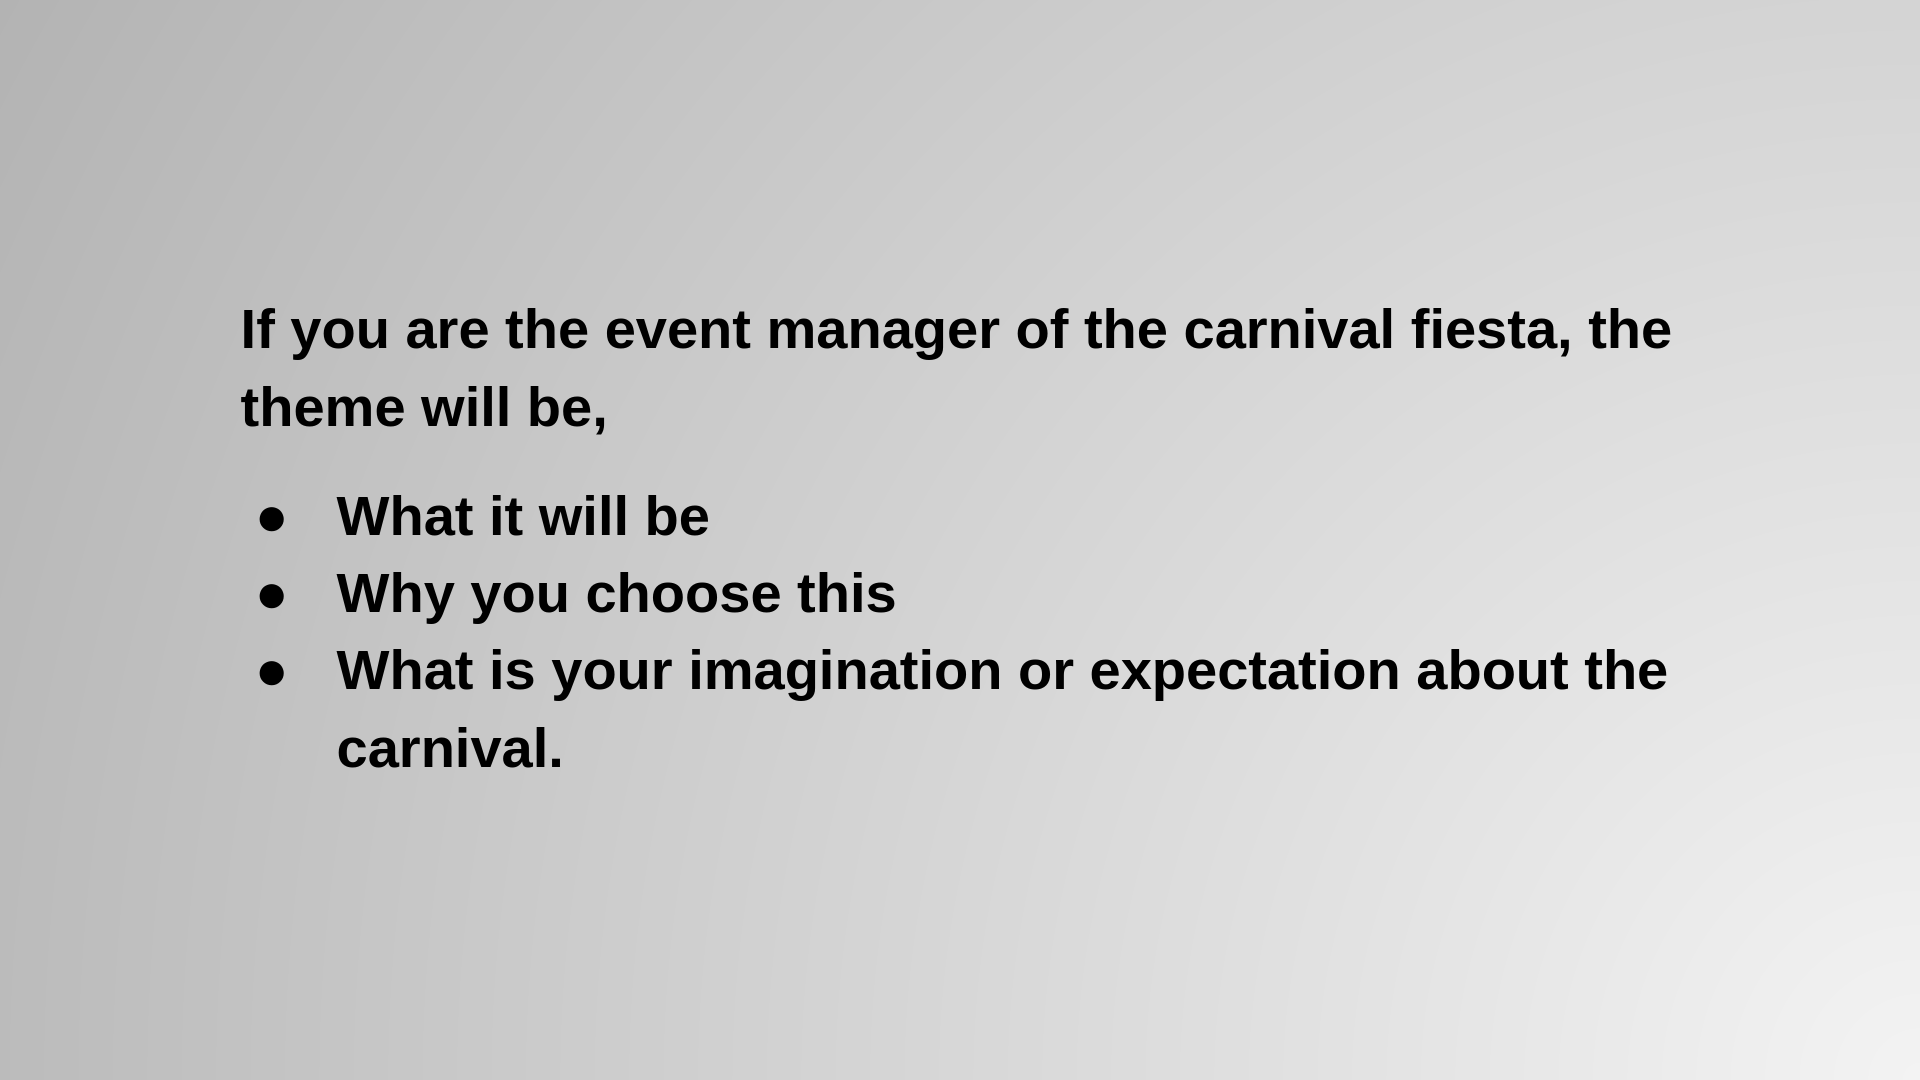 If you are the event manager of the carnival fiesta, the
theme will be,
● What it will be
● Why you choose this
● What is your imagination or expectation about the
carnival.